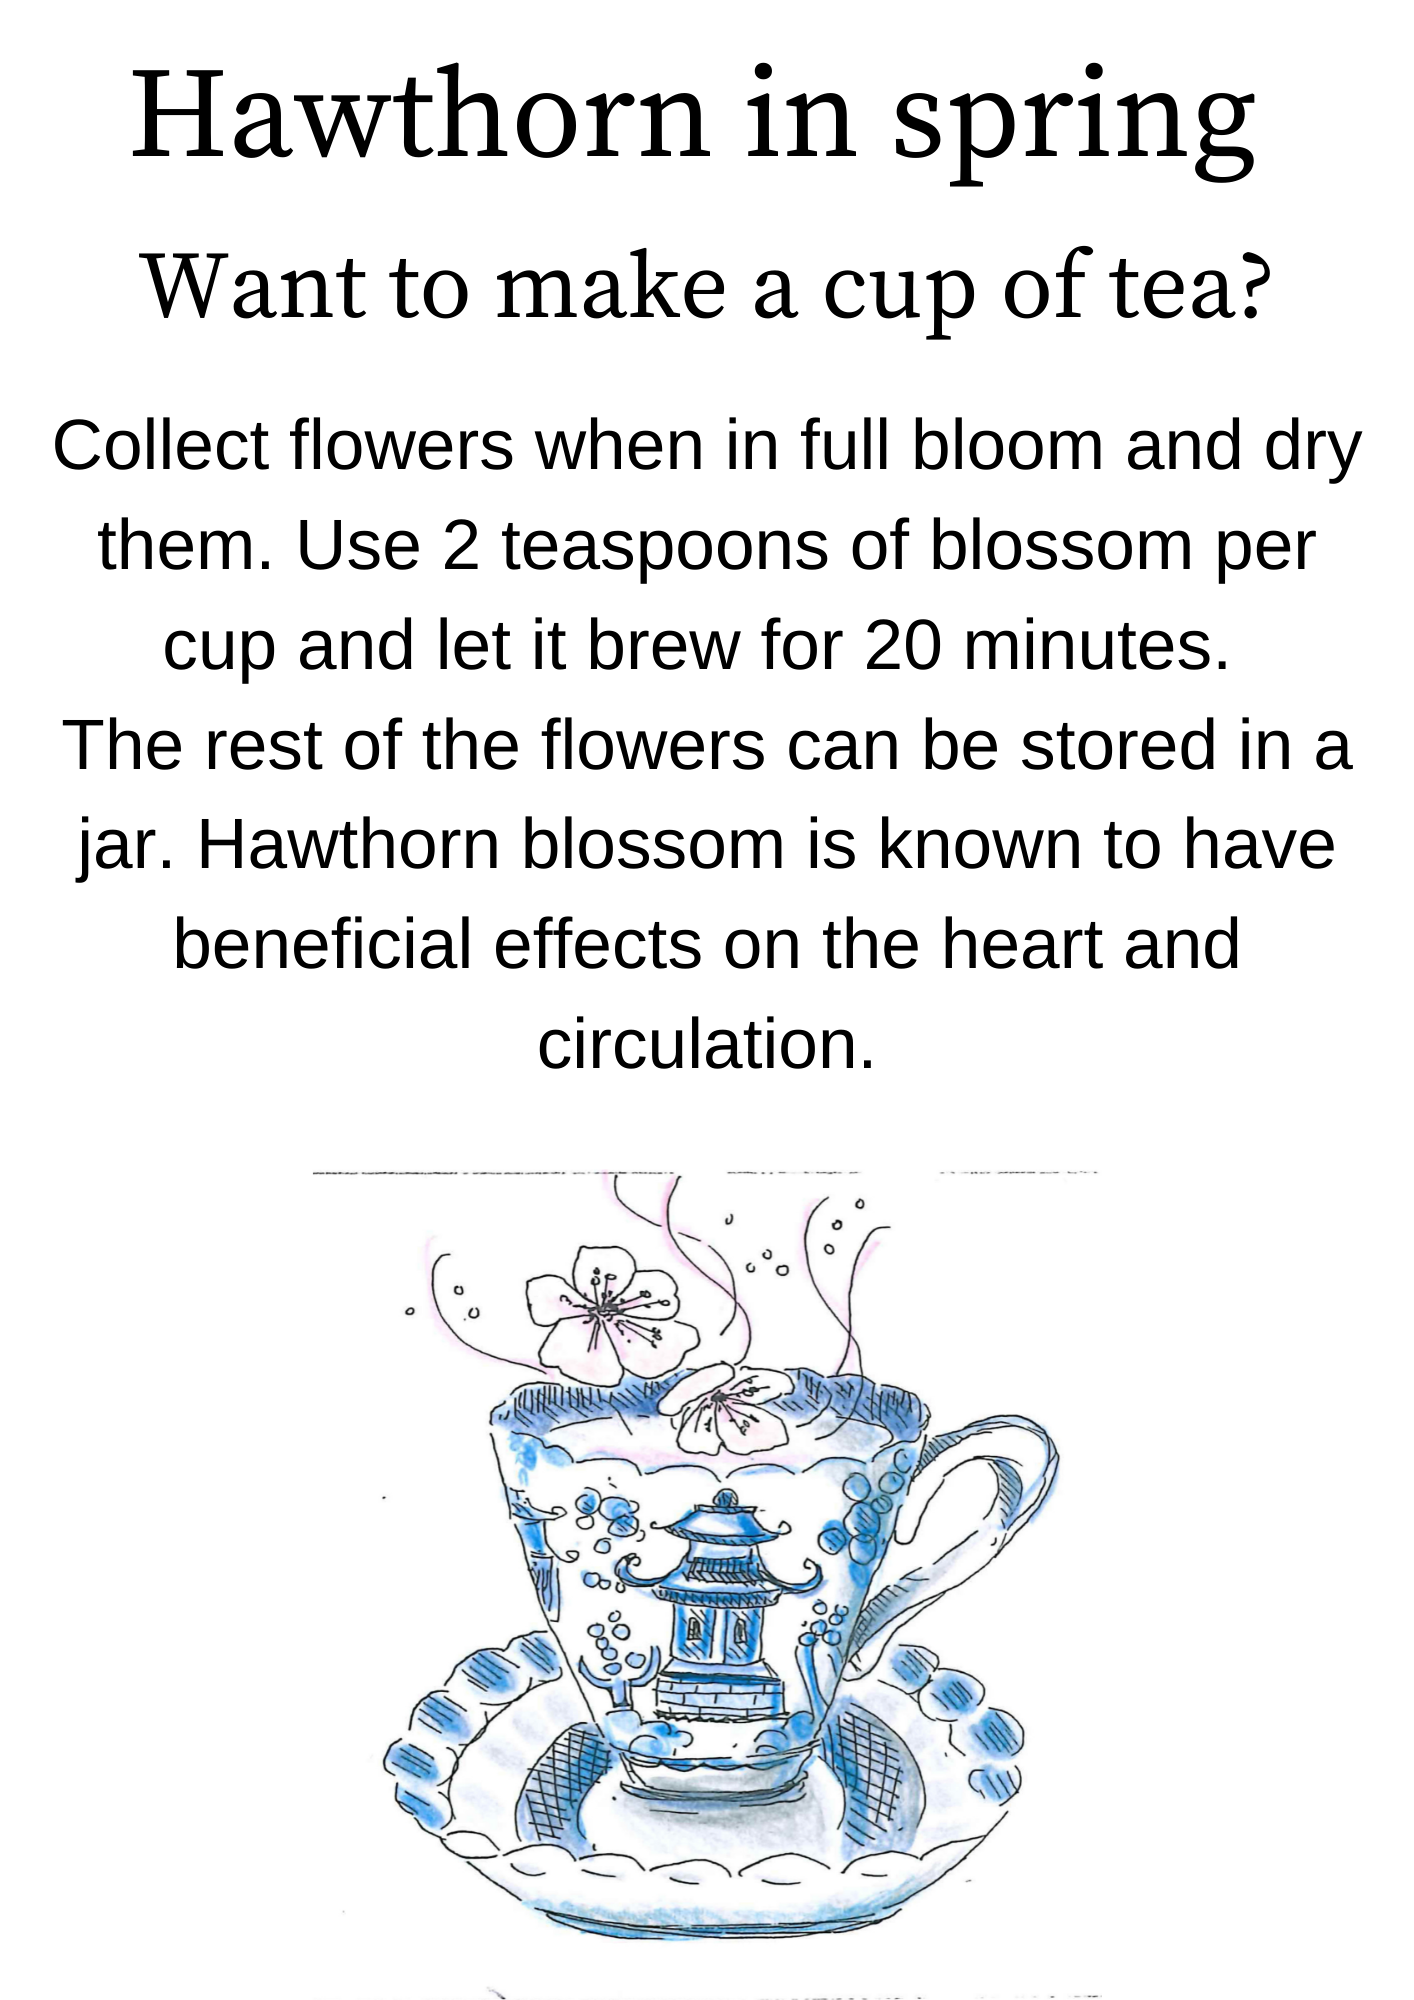 Hawthorn in spring
Want to make a cup of tea?
Collect flowers when in full bloom and dry
them. Use 2 teaspoons of blossom per
cup and let it brew for 20 minutes.
The rest of the flowers can be stored in a
jar. Hawthorn blossom is known to have
beneficial effects on the heart and
circulation.